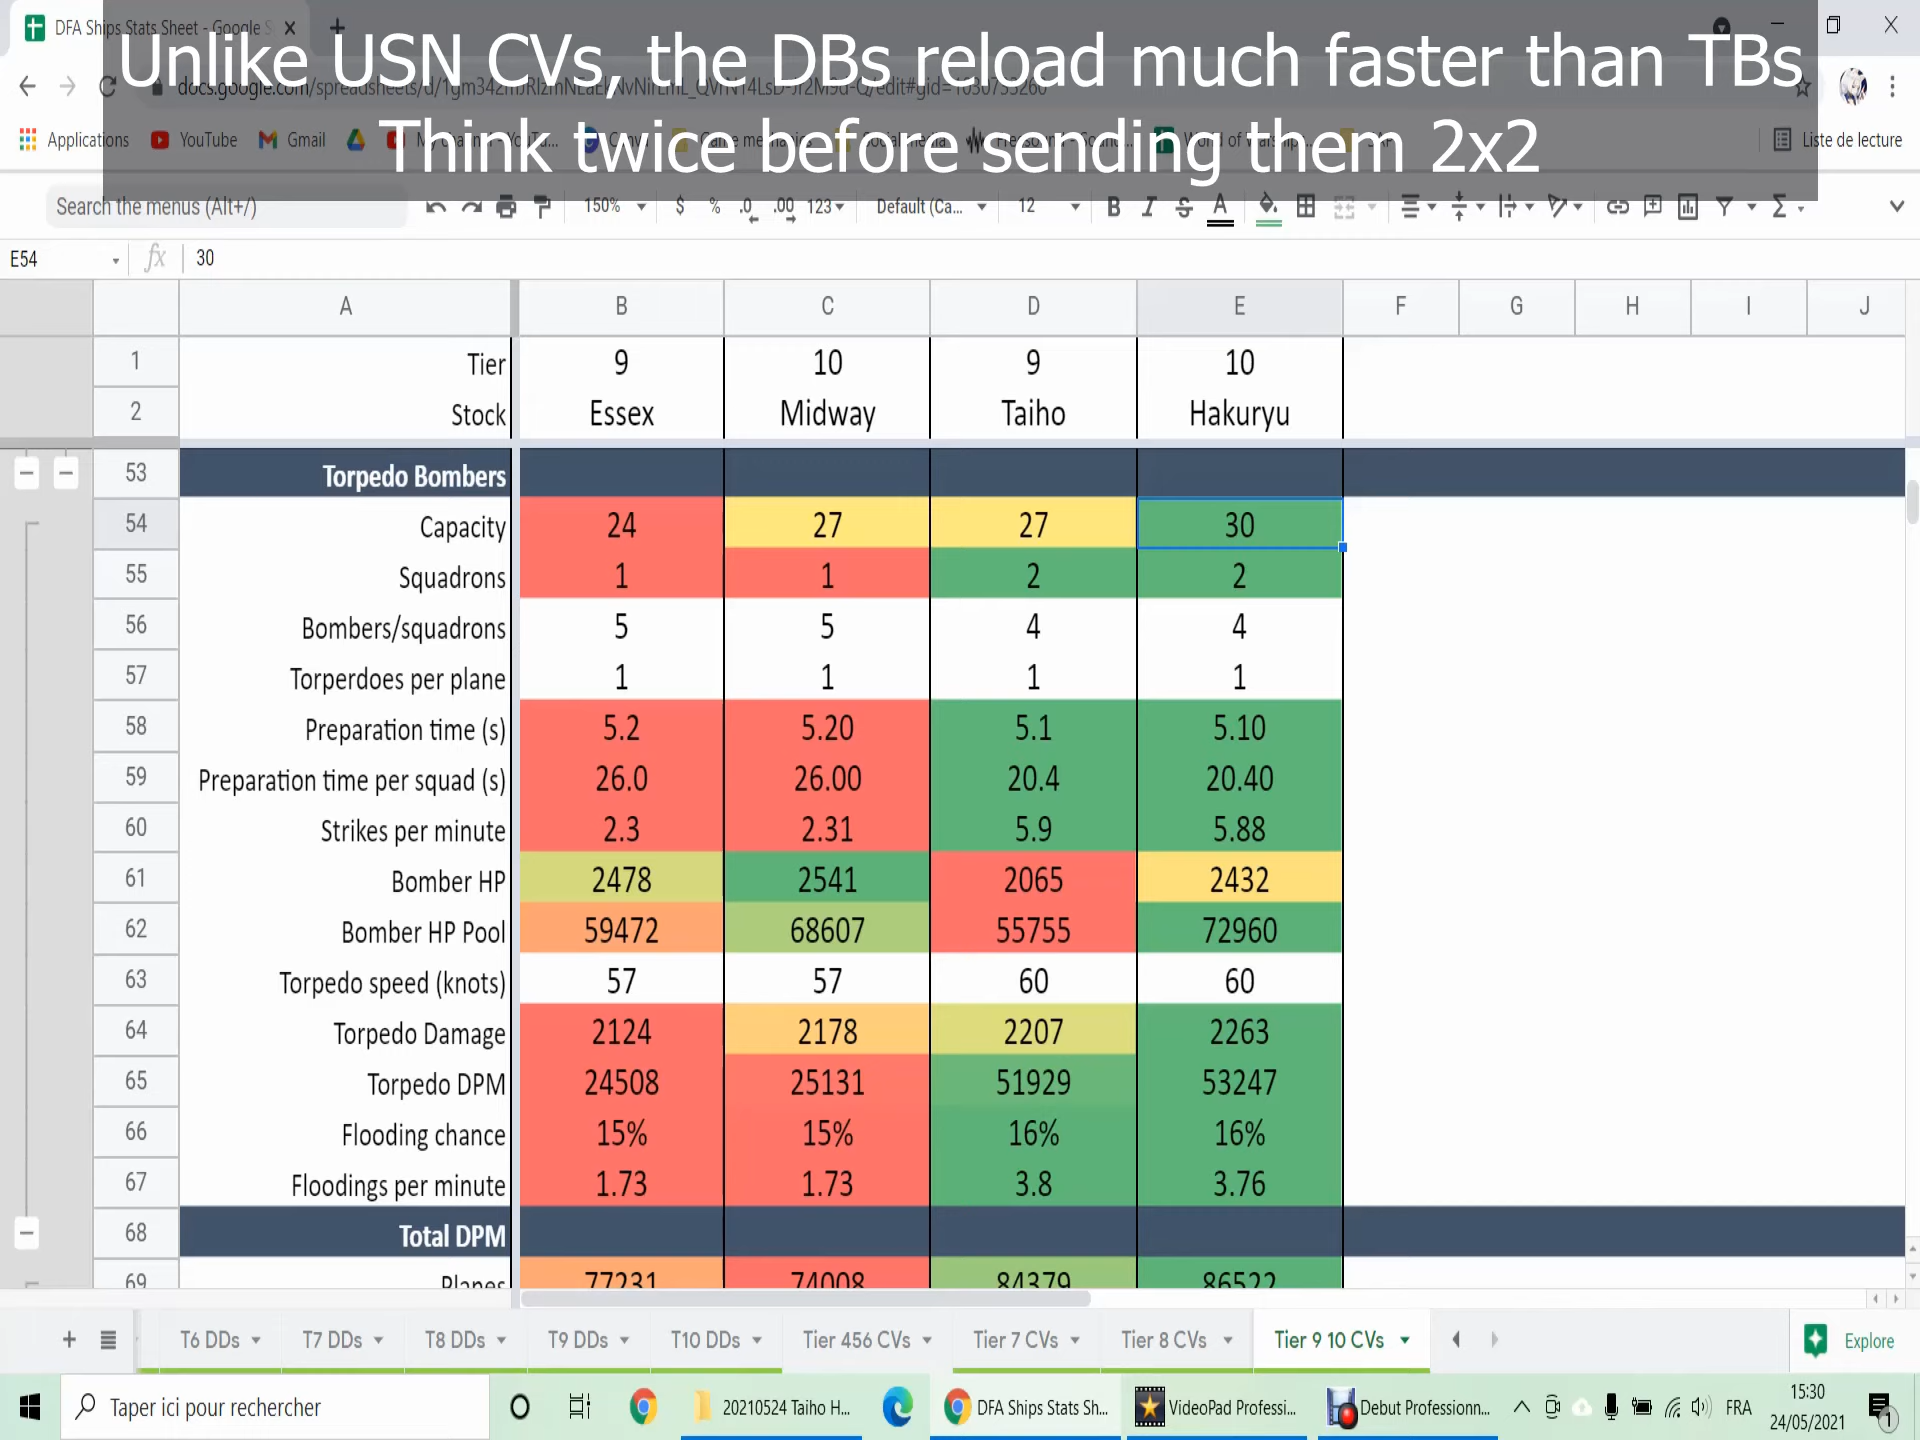 DFA Ships Stats Sheet - Google S
Unlike USN CVs, the DBs reload much faster than TBs
Think twice before sending them 2x2
Applications YouTube Gmail Liste de lecture
Search the menus (Alt+/) 150% $ % .0 .00 123 Default (Ca... 12 B I S A
E54 fx 30
A B C D E F G H I J
1 Tier 9 10 9 10
2 Stock Essex Midway Taiho Hakuryu
53 Torpedo Bombers
54 Capacity 24 27 27 30
55 Squadrons 1 1 2 2
56 Bombers/squadrons 5 5 4 4
57 Torperdoes per plane 1 1 1 1
58 Preparation time (s) 5.2 5.20 5.1 5.10
59 Preparation time per squad (s) 26.0 26.00 20.4 20.40
60 Strikes per minute 2.3 2.31 5.9 5.88
61 Bomber HP 2478 2541 2065 2432
62 Bomber HP Pool 59472 68607 55755 72960
63 Torpedo speed (knots) 57 57 60 60
64 Torpedo Damage 2124 2178 2207 2263
65 Torpedo DPM 24508 25131 51929 53247
66 Flooding chance 15% 15% 16% 16%
67 Floodings per minute 1.73 1.73 3.8 3.76
68 Total DPM
69 Planes 77231 74008 84379 86522
T6 DDs T7 DDs T8 DDs T9 DDs T10 DDs Tier 456 CVs Tier 7 CVs Tier 8 CVs Tier 9 10 CVs Explore
Taper ici pour rechercher 20210524 Taiho H... DFA Ships Stats Sh... VideoPad Professi... Debut Professionn... FRA 15:30
24/05/2021 1